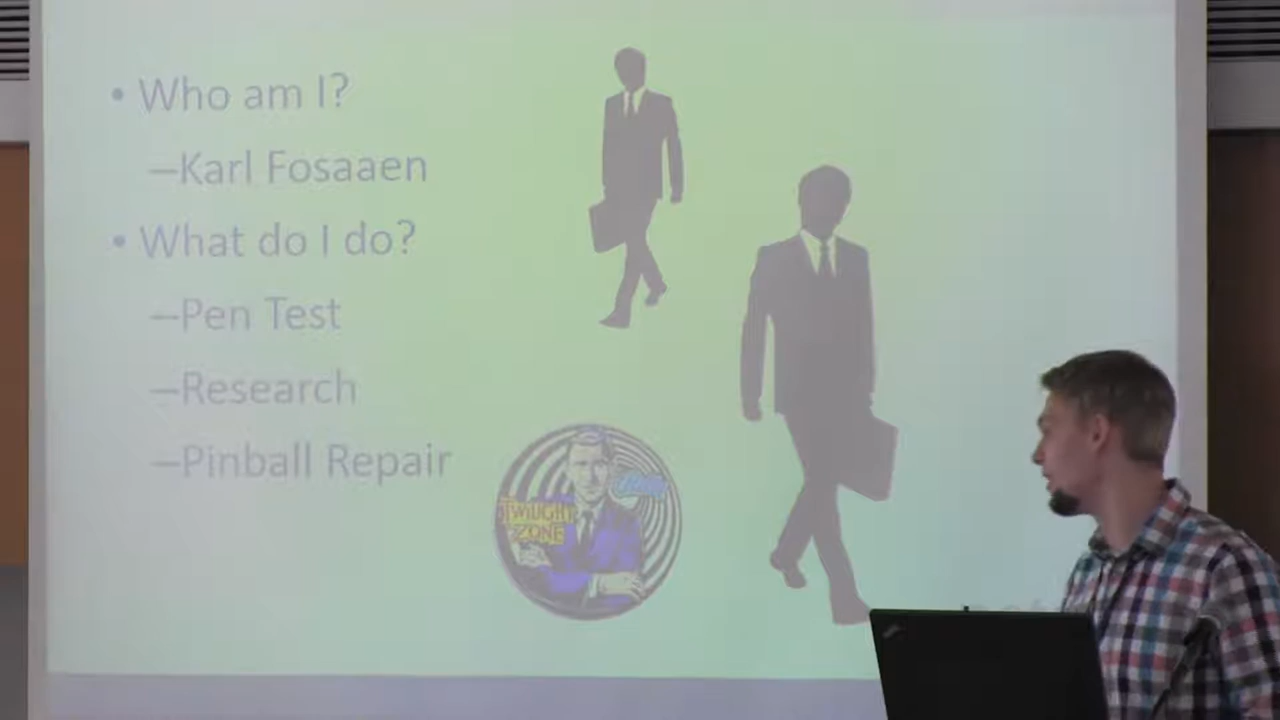 • Who am I?
–Karl Fosaaen
• What do I do?
–Pen Test
–Research
–Pinball Repair
TWILIGHT
ZONE